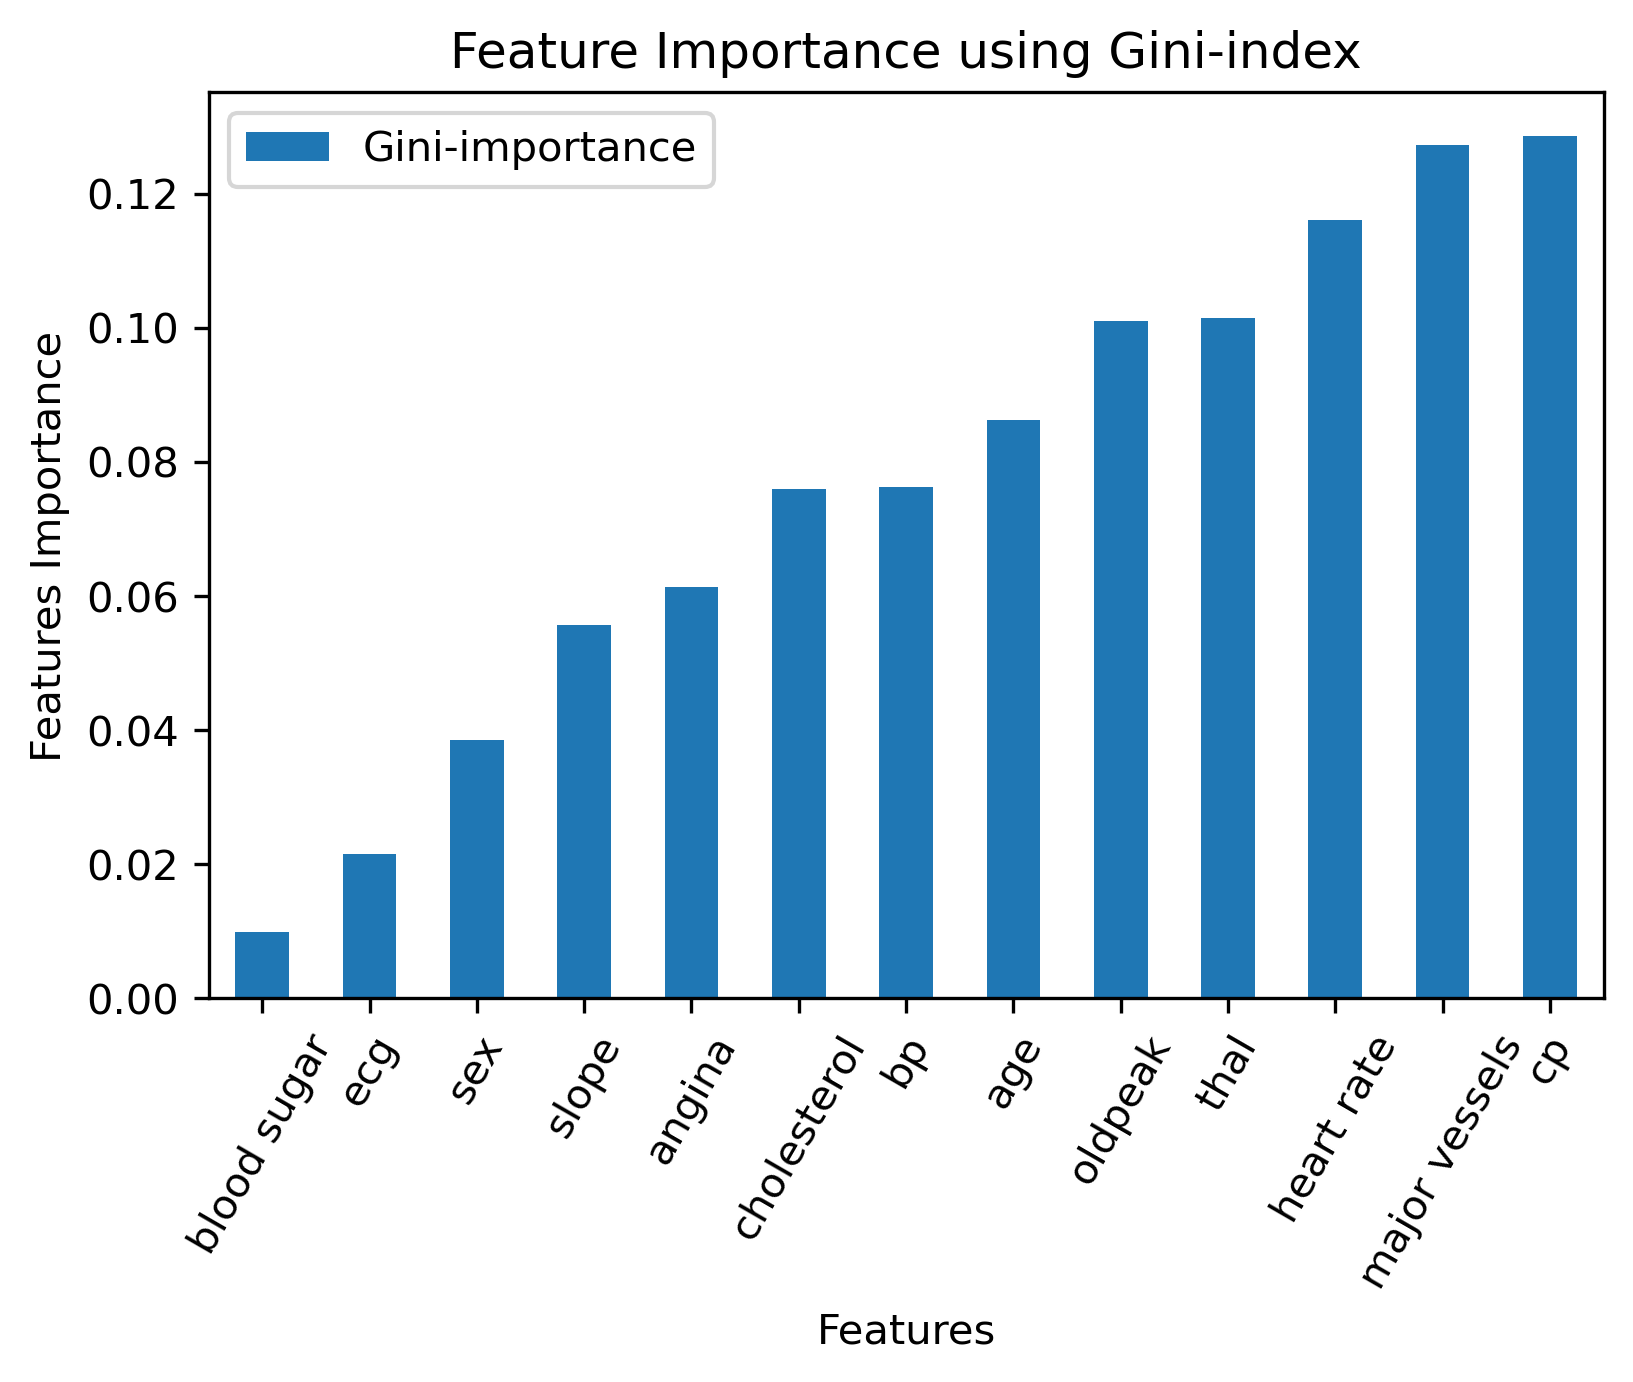 Feature Importance using Gini-index
Gini-importance
Features Importance
0.12
0.10
0.08
0.06
0.04
0.02
0.00
blood sugar
ecg
sex
slope
angina
cholesterol
bp
age
oldpeak
thal
heart rate
major vessels
cp
Features